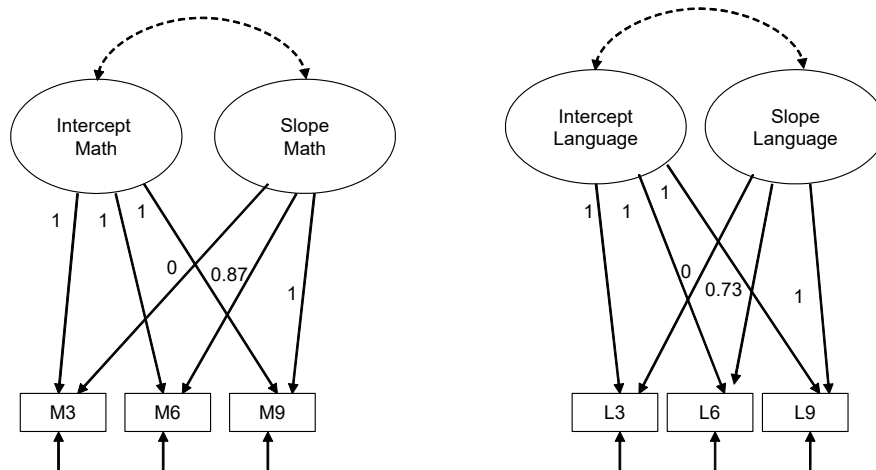 Intercept
Math
Slope
Math
1
1
1
0
0.87
1
M3
M6
M9
Intercept
Language
Slope
Language
1
1
1
0
0.73
1
L3
L6
L9